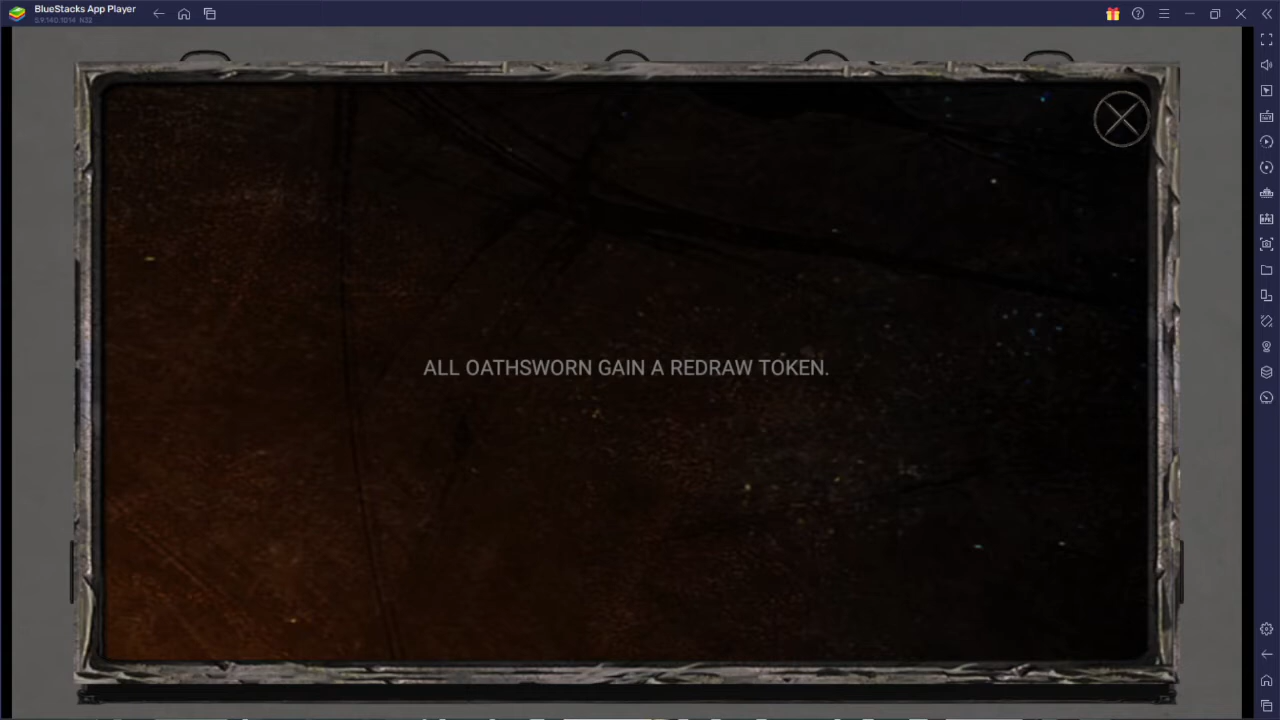 BlueStacks App Player
5.9.140.1014 N32
ALL OATHSWORN GAIN A REDRAW TOKEN.